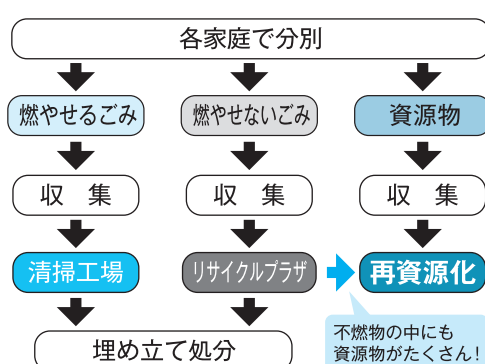 各家庭で分別
燃やせるごみ
燃やせないごみ
資源物
収 集
収 集
収 集
清掃工場
リサイクルプラザ
再資源化
埋め立て処分
不燃物の中にも
資源物がたくさん!